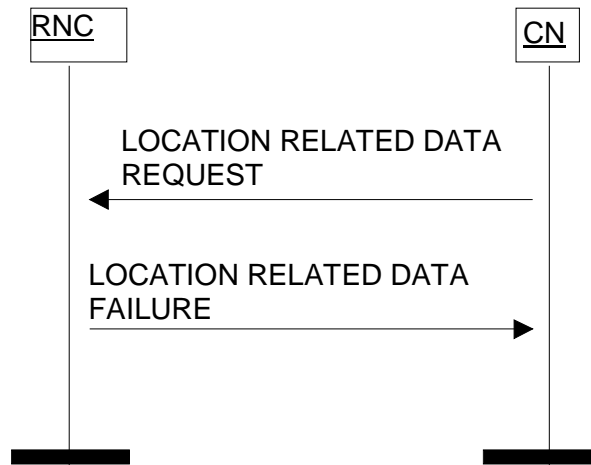 RNC
CN
LOCATION RELATED DATA
REQUEST
LOCATION RELATED DATA
FAILURE